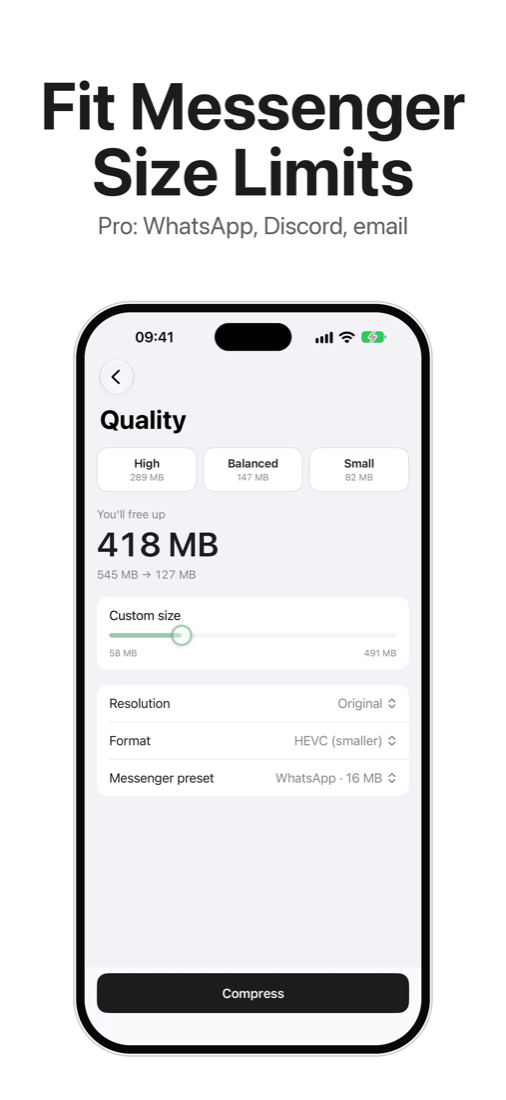 Fit Messenger
Size Limits
Pro: WhatsApp, Discord, email
09:41
Quality
High
289 MB
Balanced
147 MB
Small
82 MB
You'll free up
418 MB
545 MB → 127 MB
Custom size
58 MB
491 MB
Resolution
Original
Format
HEVC (smaller)
Messenger preset
WhatsApp · 16 MB
Compress